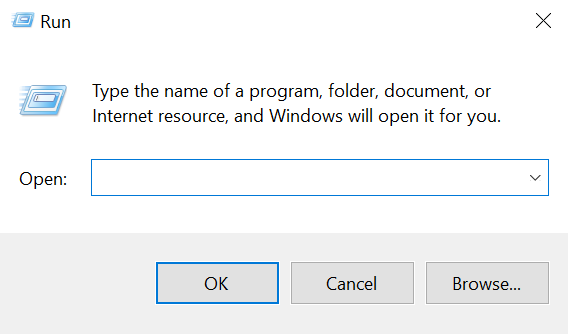 Run
Type the name of a program, folder, document, or
Internet resource, and Windows will open it for you.
Open:
OK Cancel Browse...